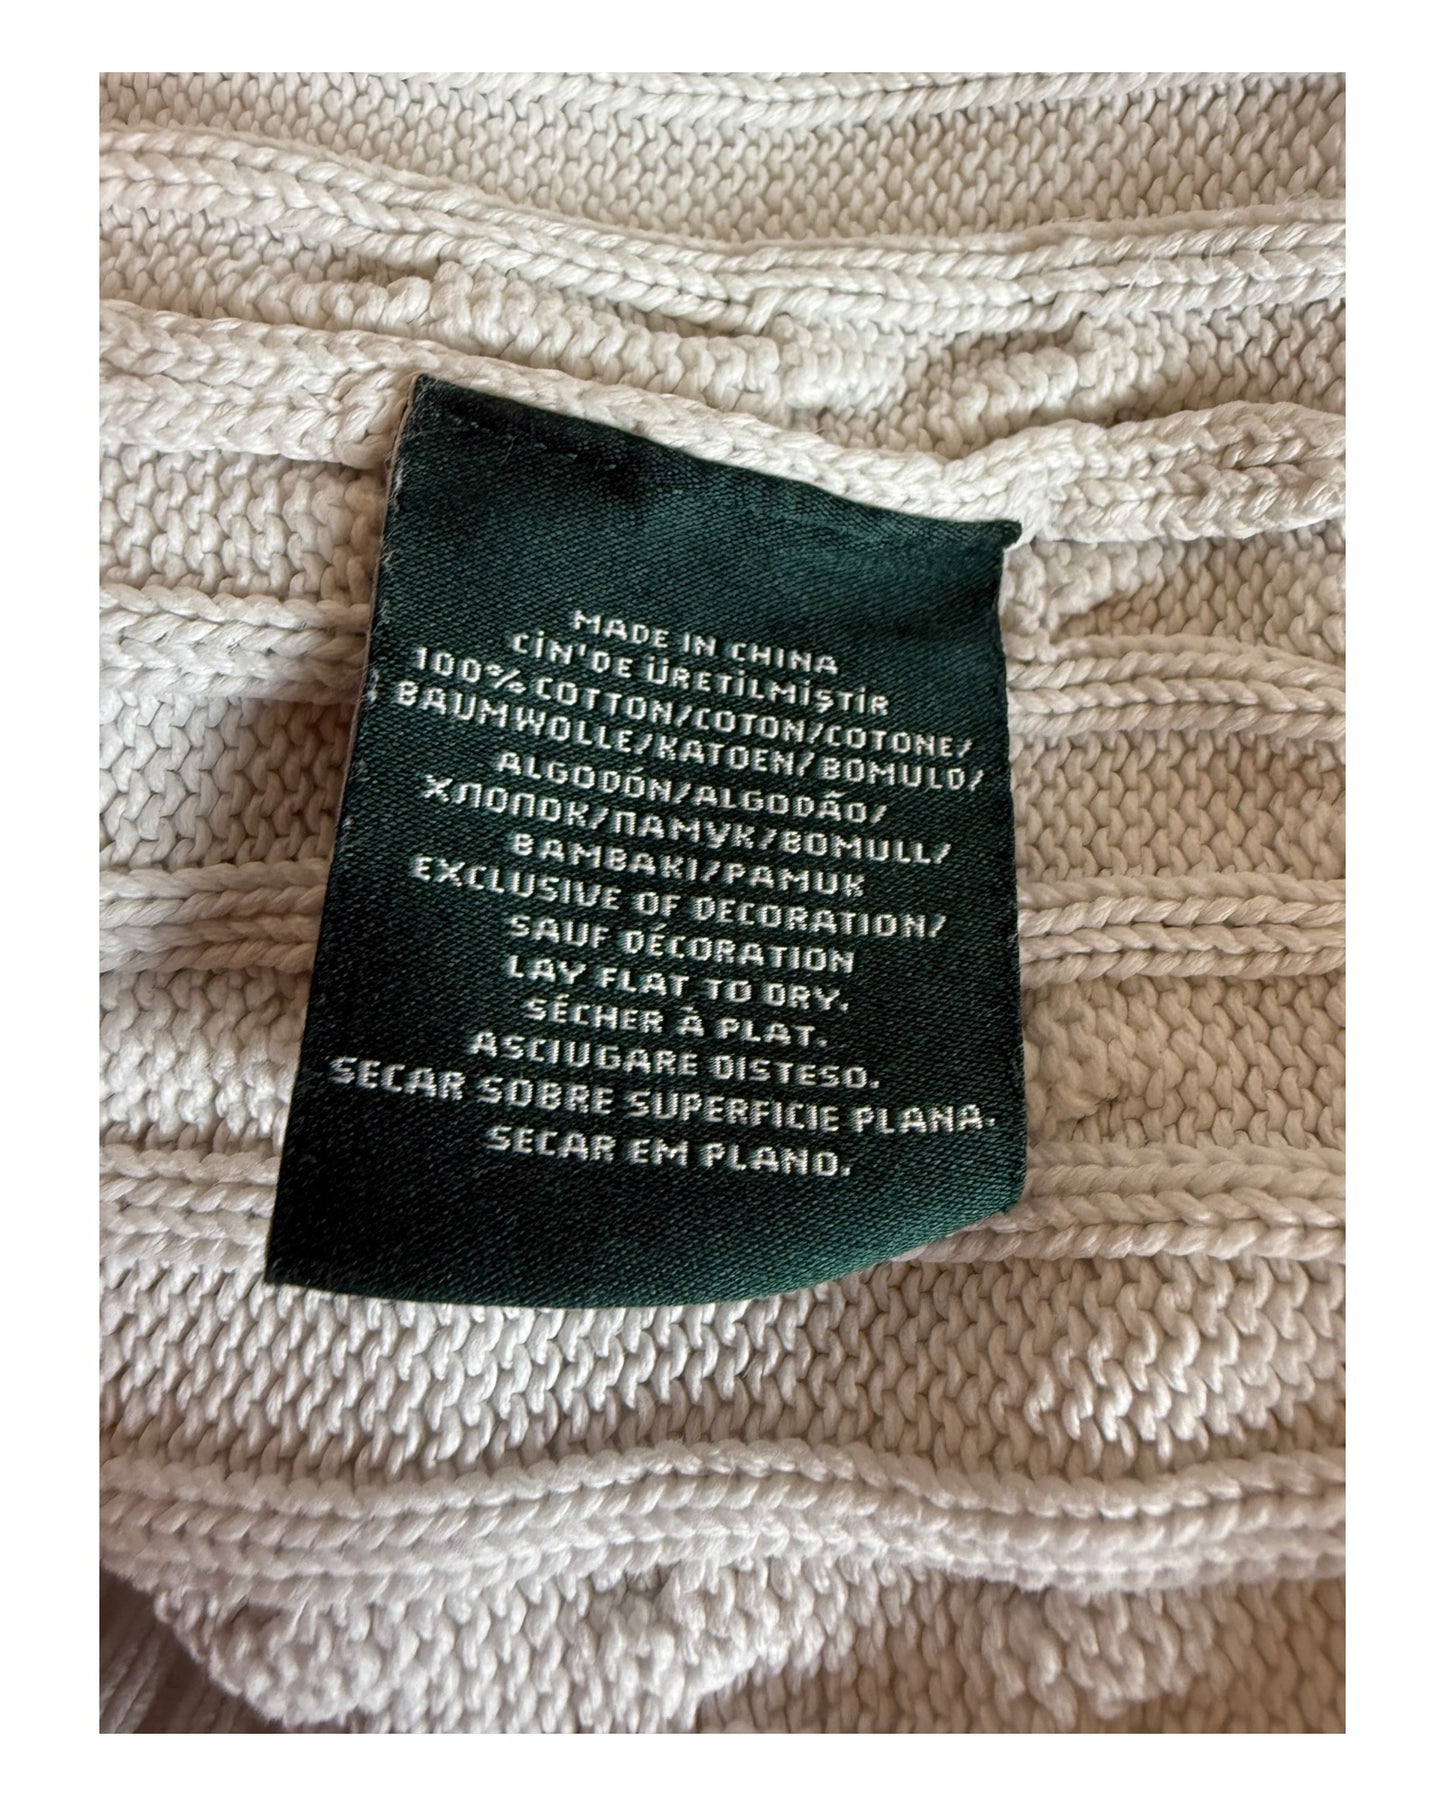 MADE IN CHINA
ÇİN'DE ÜRETİLMİŞTİR
100% COTTON/COTON/COTONE/
BAUMWOLLE/KATOEN/BOMULD/
ALGODÓN/ALGODÃO/
ХЛОПОК/ПАМУК/BOMULL/
BAMBAKI/PAMUK
EXCLUSIVE OF DECORATION/
SAUF DÉCORATION
LAY FLAT TO DRY.
SÉCHER À PLAT.
ASCIUGARE DISTESO.
SECAR SOBRE SUPERFICIE PLANA.
SECAR EM PLANO.